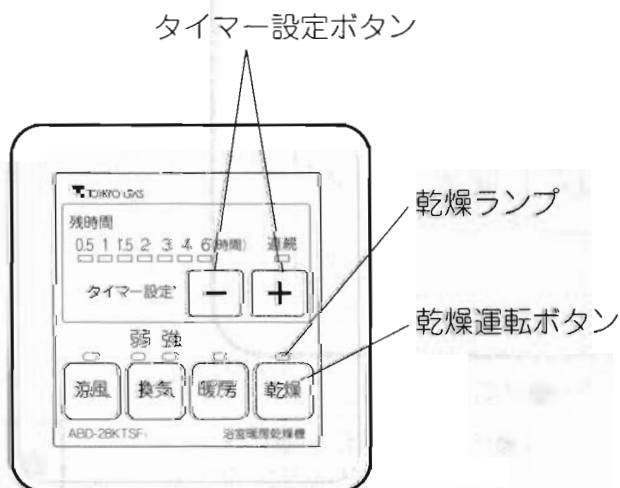 タイマー設定ボタン
TOKYO GAS
残時間
0.5 1 1.5 2 3 4 6(時間) 連続
タイマー設定 − +
乾燥ランプ
弱 強
乾燥運転ボタン
涼風 換気 暖房 乾燥
ABD-28KTSF 浴室暖房乾燥機